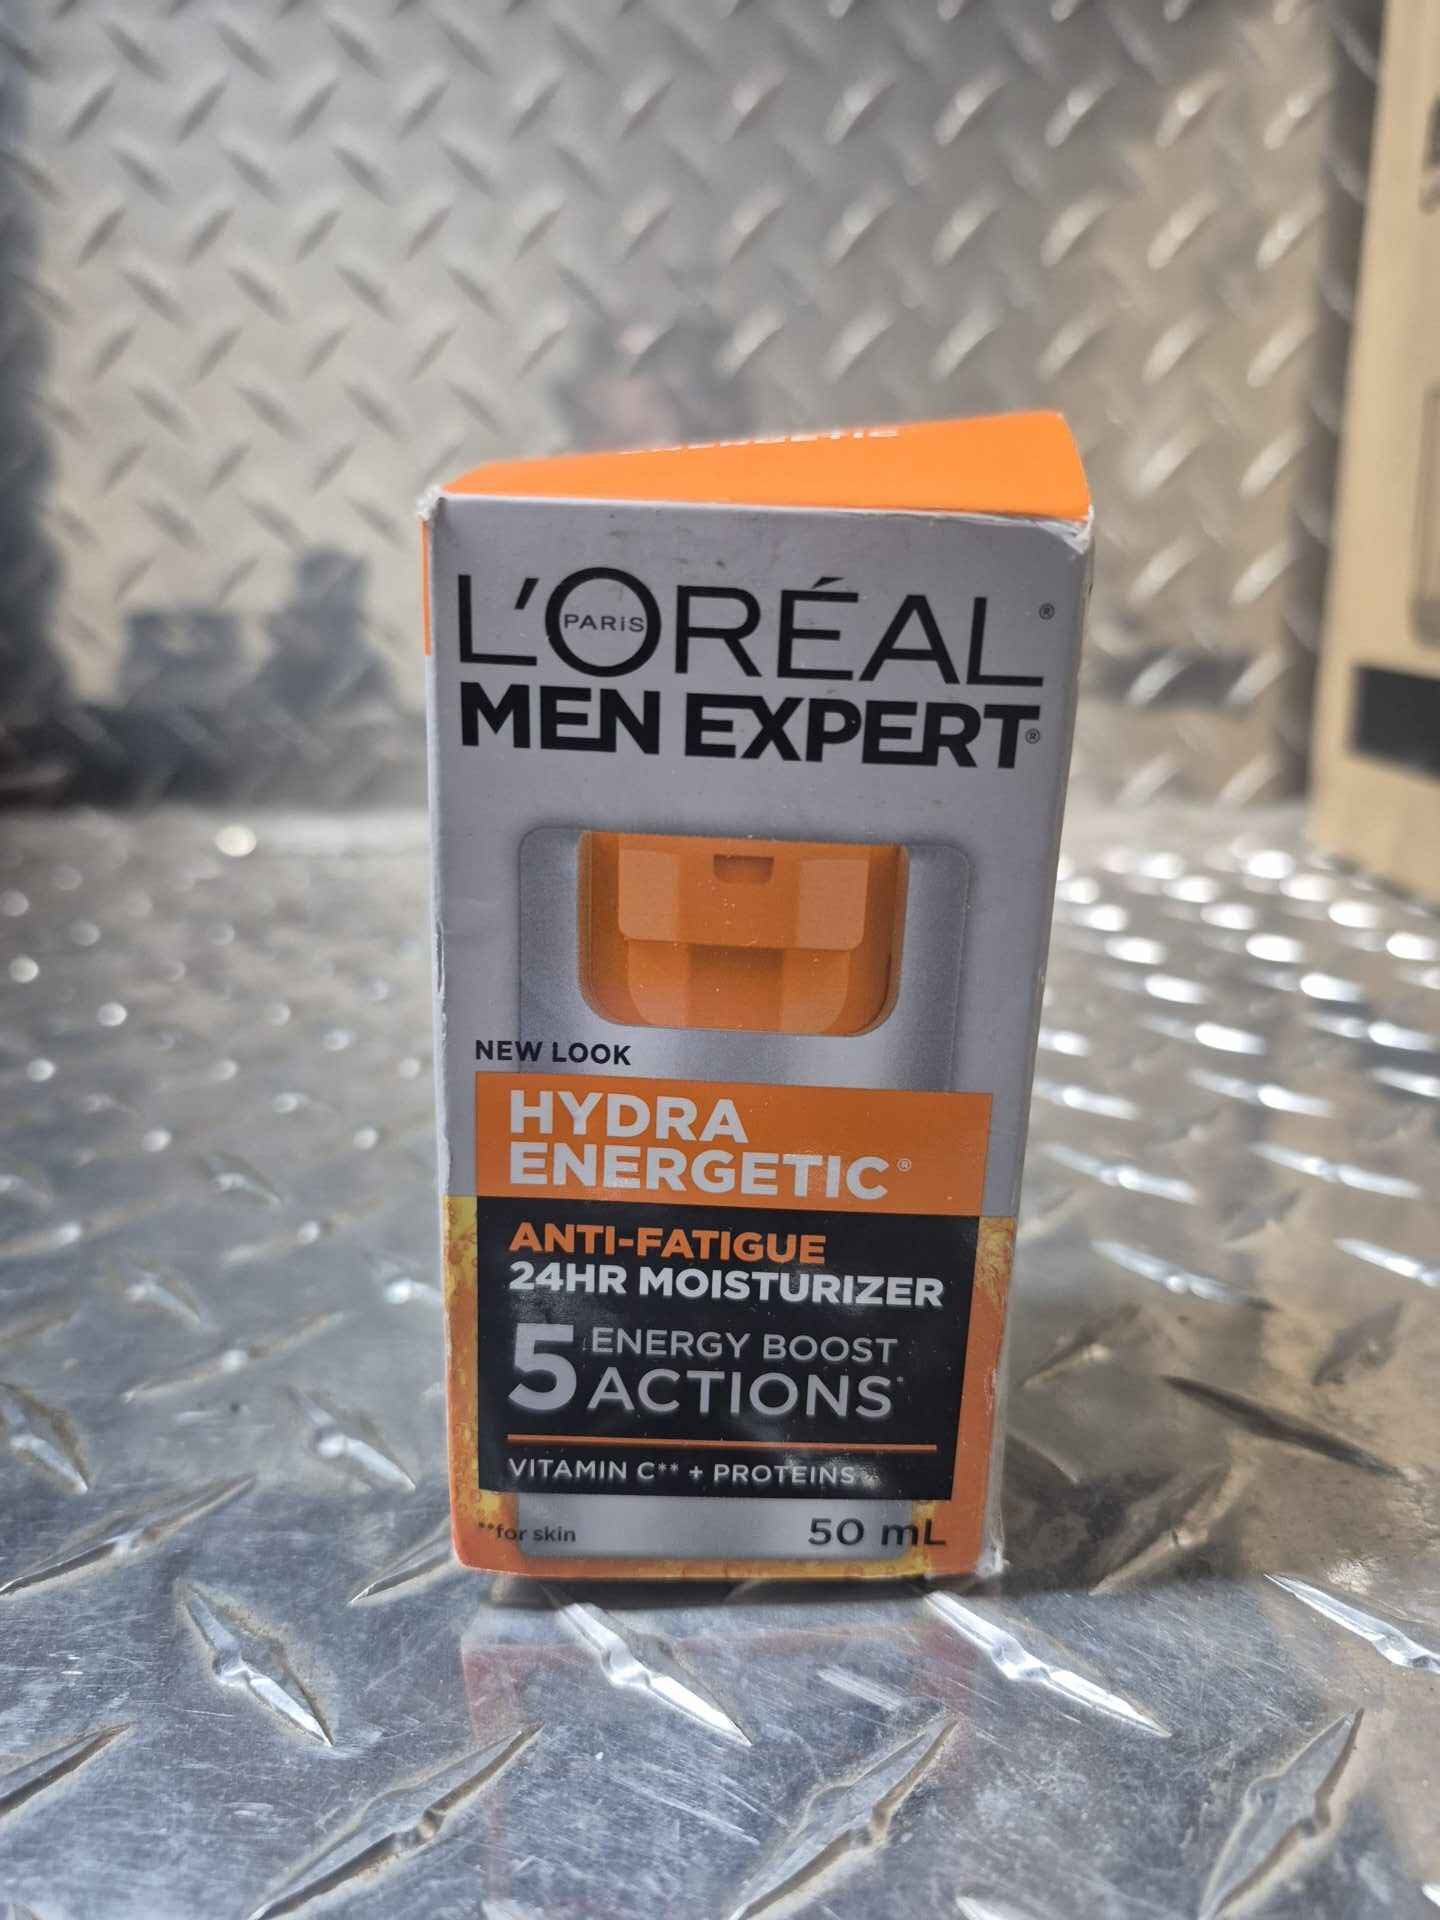 L'ORÉAL®
PARIS
MEN EXPERT®
NEW LOOK
HYDRA
ENERGETIC®
ANTI-FATIGUE
24HR MOISTURIZER
5 ENERGY BOOST
ACTIONS*
VITAMIN C** + PROTEINS
**for skin
50 mL